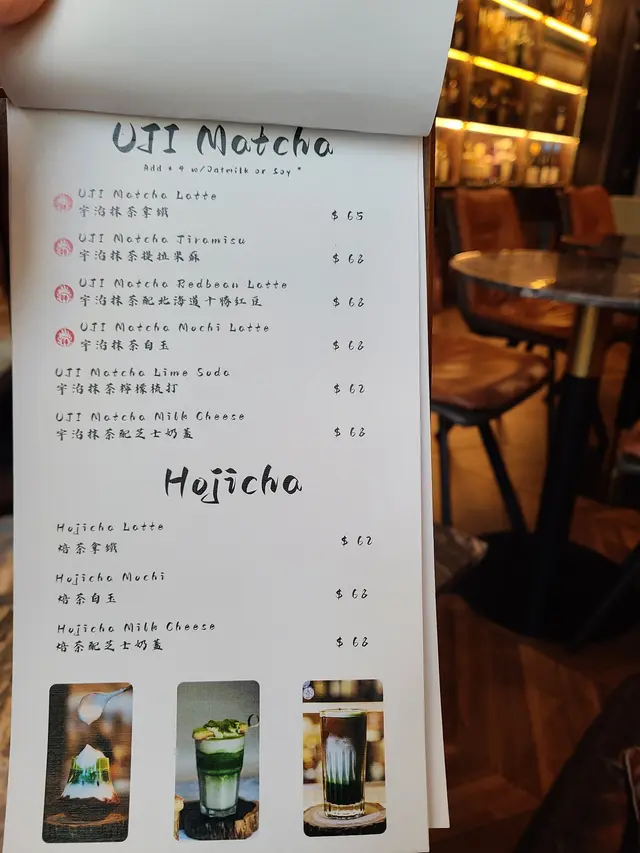 UJI Matcha
Add $ 4 w/Oatmilk or Soy *
UJI Matcha Latte
宇治抹茶拿鐵 $ 65
UJI Matcha Tiramisu
宇治抹茶提拉米蘇 $ 68
UJI Matcha Redbean Latte
宇治抹茶配北海道十勝紅豆 $ 68
UJI Matcha Mochi Latte
宇治抹茶白玉 $ 68
UJI Matcha Lime Soda
宇治抹茶檸檬梳打 $ 62
UJI Matcha Milk Cheese
宇治抹茶配芝士奶蓋 $ 68
Hojicha
Hojicha Latte
焙茶拿鐵 $ 62
Hojicha Mochi
焙茶白玉 $ 68
Hojicha Milk Cheese
焙茶配芝士奶蓋 $ 68